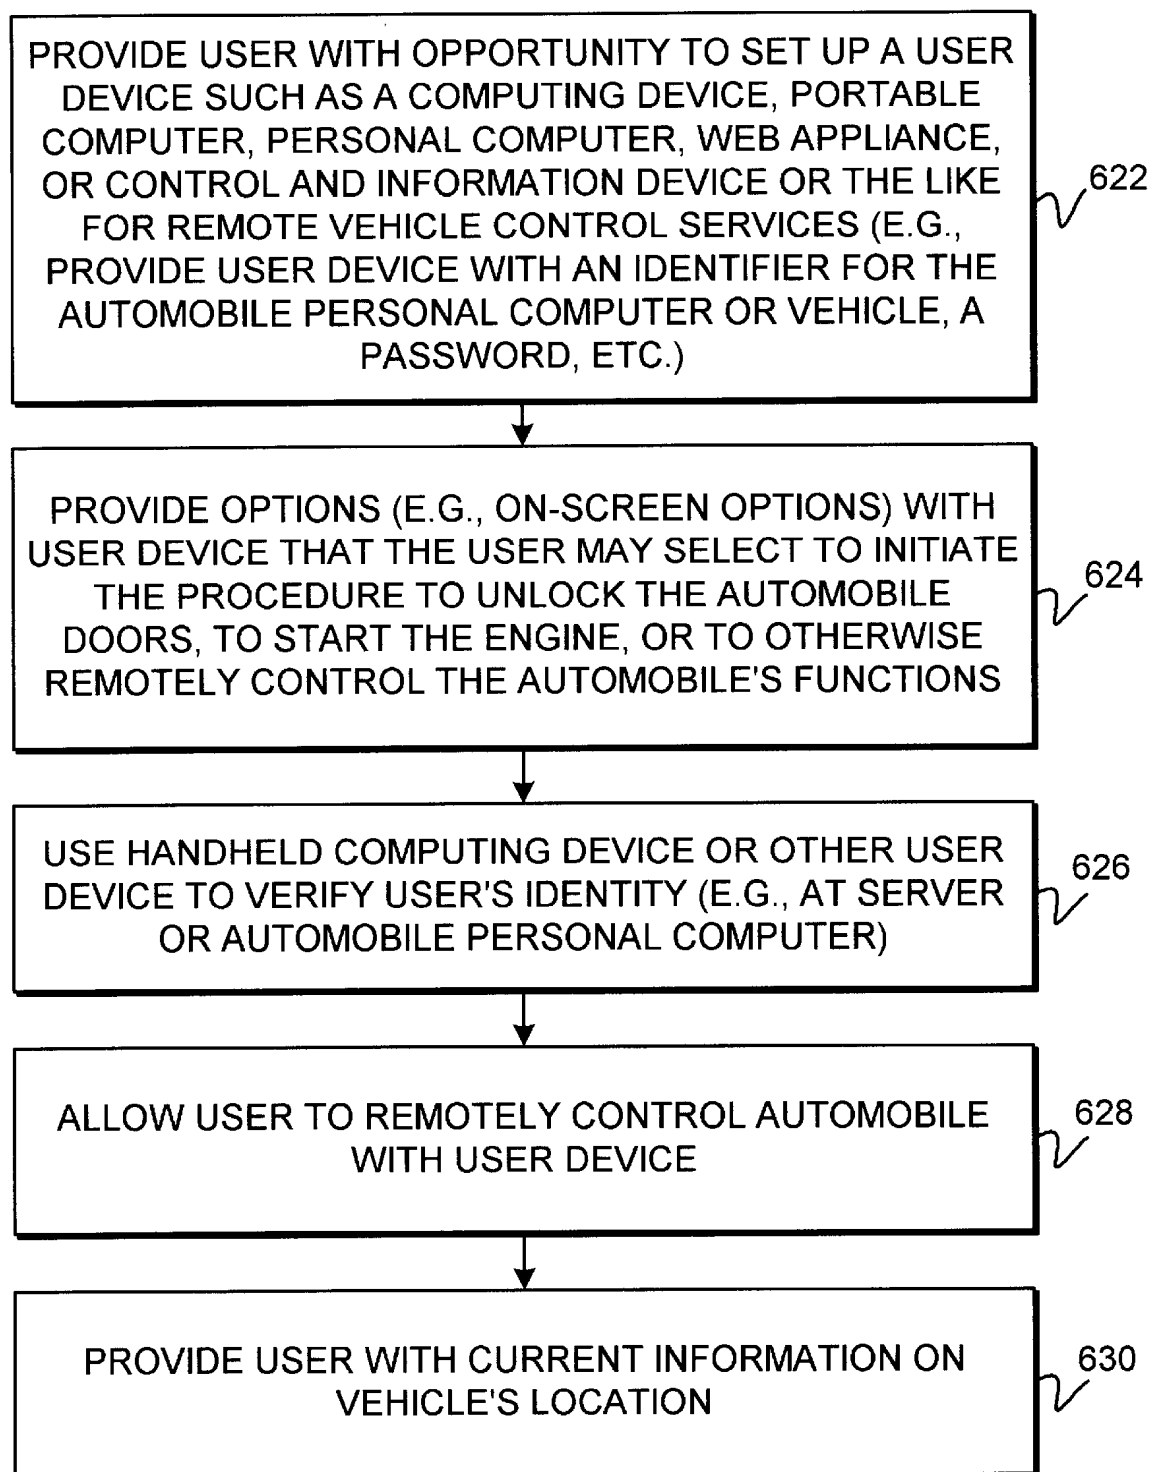 PROVIDE USER WITH OPPORTUNITY TO SET UP A USER
DEVICE SUCH AS A COMPUTING DEVICE, PORTABLE
COMPUTER, PERSONAL COMPUTER, WEB APPLIANCE,
OR CONTROL AND INFORMATION DEVICE OR THE LIKE
FOR REMOTE VEHICLE CONTROL SERVICES (E.G.,
PROVIDE USER DEVICE WITH AN IDENTIFIER FOR THE
AUTOMOBILE PERSONAL COMPUTER OR VEHICLE, A
PASSWORD, ETC.)
622
PROVIDE OPTIONS (E.G., ON-SCREEN OPTIONS) WITH
USER DEVICE THAT THE USER MAY SELECT TO INITIATE
THE PROCEDURE TO UNLOCK THE AUTOMOBILE
DOORS, TO START THE ENGINE, OR TO OTHERWISE
REMOTELY CONTROL THE AUTOMOBILE'S FUNCTIONS
624
USE HANDHELD COMPUTING DEVICE OR OTHER USER
DEVICE TO VERIFY USER'S IDENTITY (E.G., AT SERVER
OR AUTOMOBILE PERSONAL COMPUTER)
626
ALLOW USER TO REMOTELY CONTROL AUTOMOBILE
WITH USER DEVICE
628
PROVIDE USER WITH CURRENT INFORMATION ON
VEHICLE'S LOCATION
630